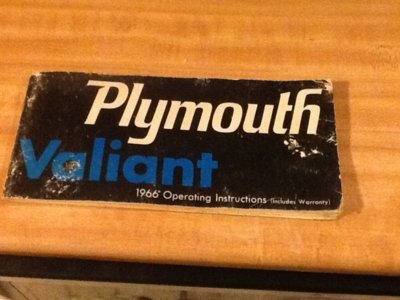 Plymouth
Valiant
1966 Operating Instructions (Includes Warranty)